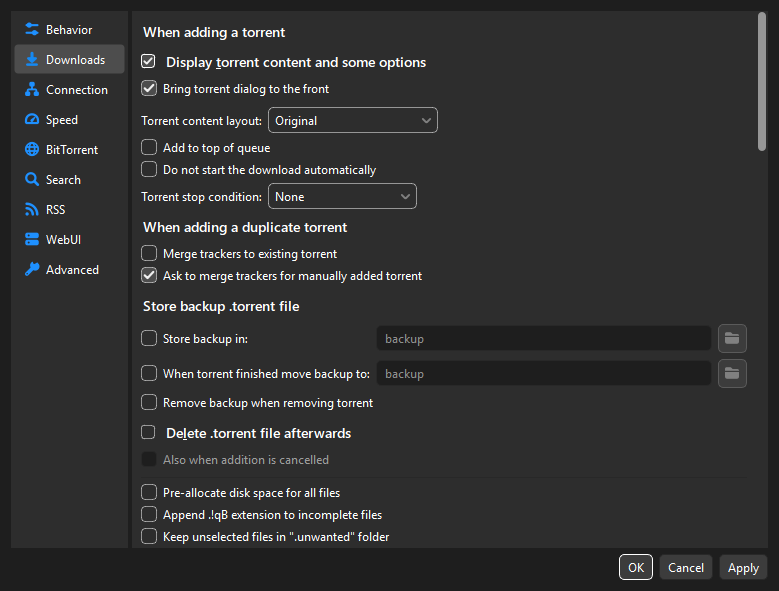 Behavior
Downloads
Connection
Speed
BitTorrent
Search
RSS
WebUI
Advanced
When adding a torrent
Display torrent content and some options
Bring torrent dialog to the front
Torrent content layout: Original
Add to top of queue
Do not start the download automatically
Torrent stop condition: None
When adding a duplicate torrent
Merge trackers to existing torrent
Ask to merge trackers for manually added torrent
Store backup .torrent file
Store backup in: backup
When torrent finished move backup to: backup
Remove backup when removing torrent
Delete .torrent file afterwards
Also when addition is cancelled
Pre-allocate disk space for all files
Append .!qB extension to incomplete files
Keep unselected files in ".unwanted" folder
OK Cancel Apply